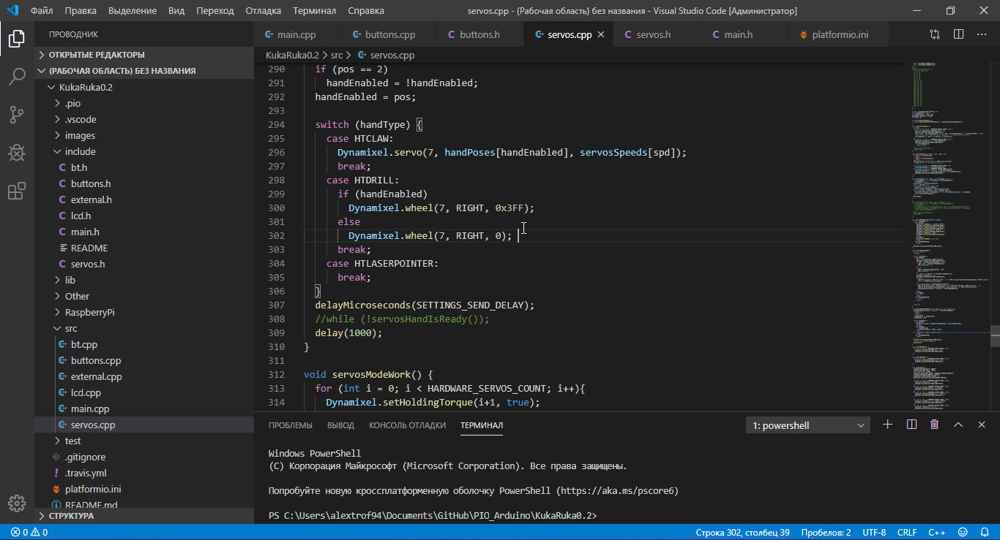 Файл Правка Выделение Вид Переход Отладка Терминал Справка servos.cpp - (Рабочая область) без названия - Visual Studio Code [Администратор]
ПРОВОДНИК
main.cpp buttons.cpp buttons.h servos.cpp servos.h main.h platformio.ini
ОТКРЫТЫЕ РЕДАКТОРЫ
(РАБОЧАЯ ОБЛАСТЬ) БЕЗ НАЗВАНИЯ
KukaRuka0.2
.pio
.vscode
images
include
bt.h
buttons.h
external.h
lcd.h
main.h
README
servos.h
lib
Other
RaspberryPi
src
bt.cpp
buttons.cpp
external.cpp
lcd.cpp
main.cpp
servos.cpp
test
.gitignore
.travis.yml
platformio.ini
README.md
СТРУКТУРА
KukaRuka0.2 > src > servos.cpp
290 if (pos == 2)
291 handEnabled = !handEnabled;
292 handEnabled = pos;
293
294 switch (handType) {
295 case HTCLAW:
296 Dynamixel.servo(7, handPoses[handEnabled], servosSpeeds[spd]);
297 break;
298 case HTDRILL:
299 if (handEnabled)
300 Dynamixel.wheel(7, RIGHT, 0x3FF);
301 else
302 Dynamixel.wheel(7, RIGHT, 0);
303 break;
304 case HTLASERPOINTER:
305 break;
306 }
307 delayMicroseconds(SETTINGS_SEND_DELAY);
308 //while (!servosHandIsReady());
309 delay(1000);
310 }
311
312 void servosModeWork() {
313 for (int i = 0; i < HARDWARE_SERVOS_COUNT; i++){
314 Dynamixel.setHoldingTorque(i+1, true);
ПРОБЛЕМЫ ВЫВОД КОНСОЛЬ ОТЛАДКИ ТЕРМИНАЛ 1: powershell
Windows PowerShell
(C) Корпорация Майкрософт (Microsoft Corporation). Все права защищены.
Попробуйте новую кроссплатформенную оболочку PowerShell (https://aka.ms/pscore6)
PS C:\Users\alextrof94\Documents\GitHub\PIO_Arduino\KukaRuka0.2>
0 0 Строка 302, столбец 39 Пробелов: 2 UTF-8 CRLF C++